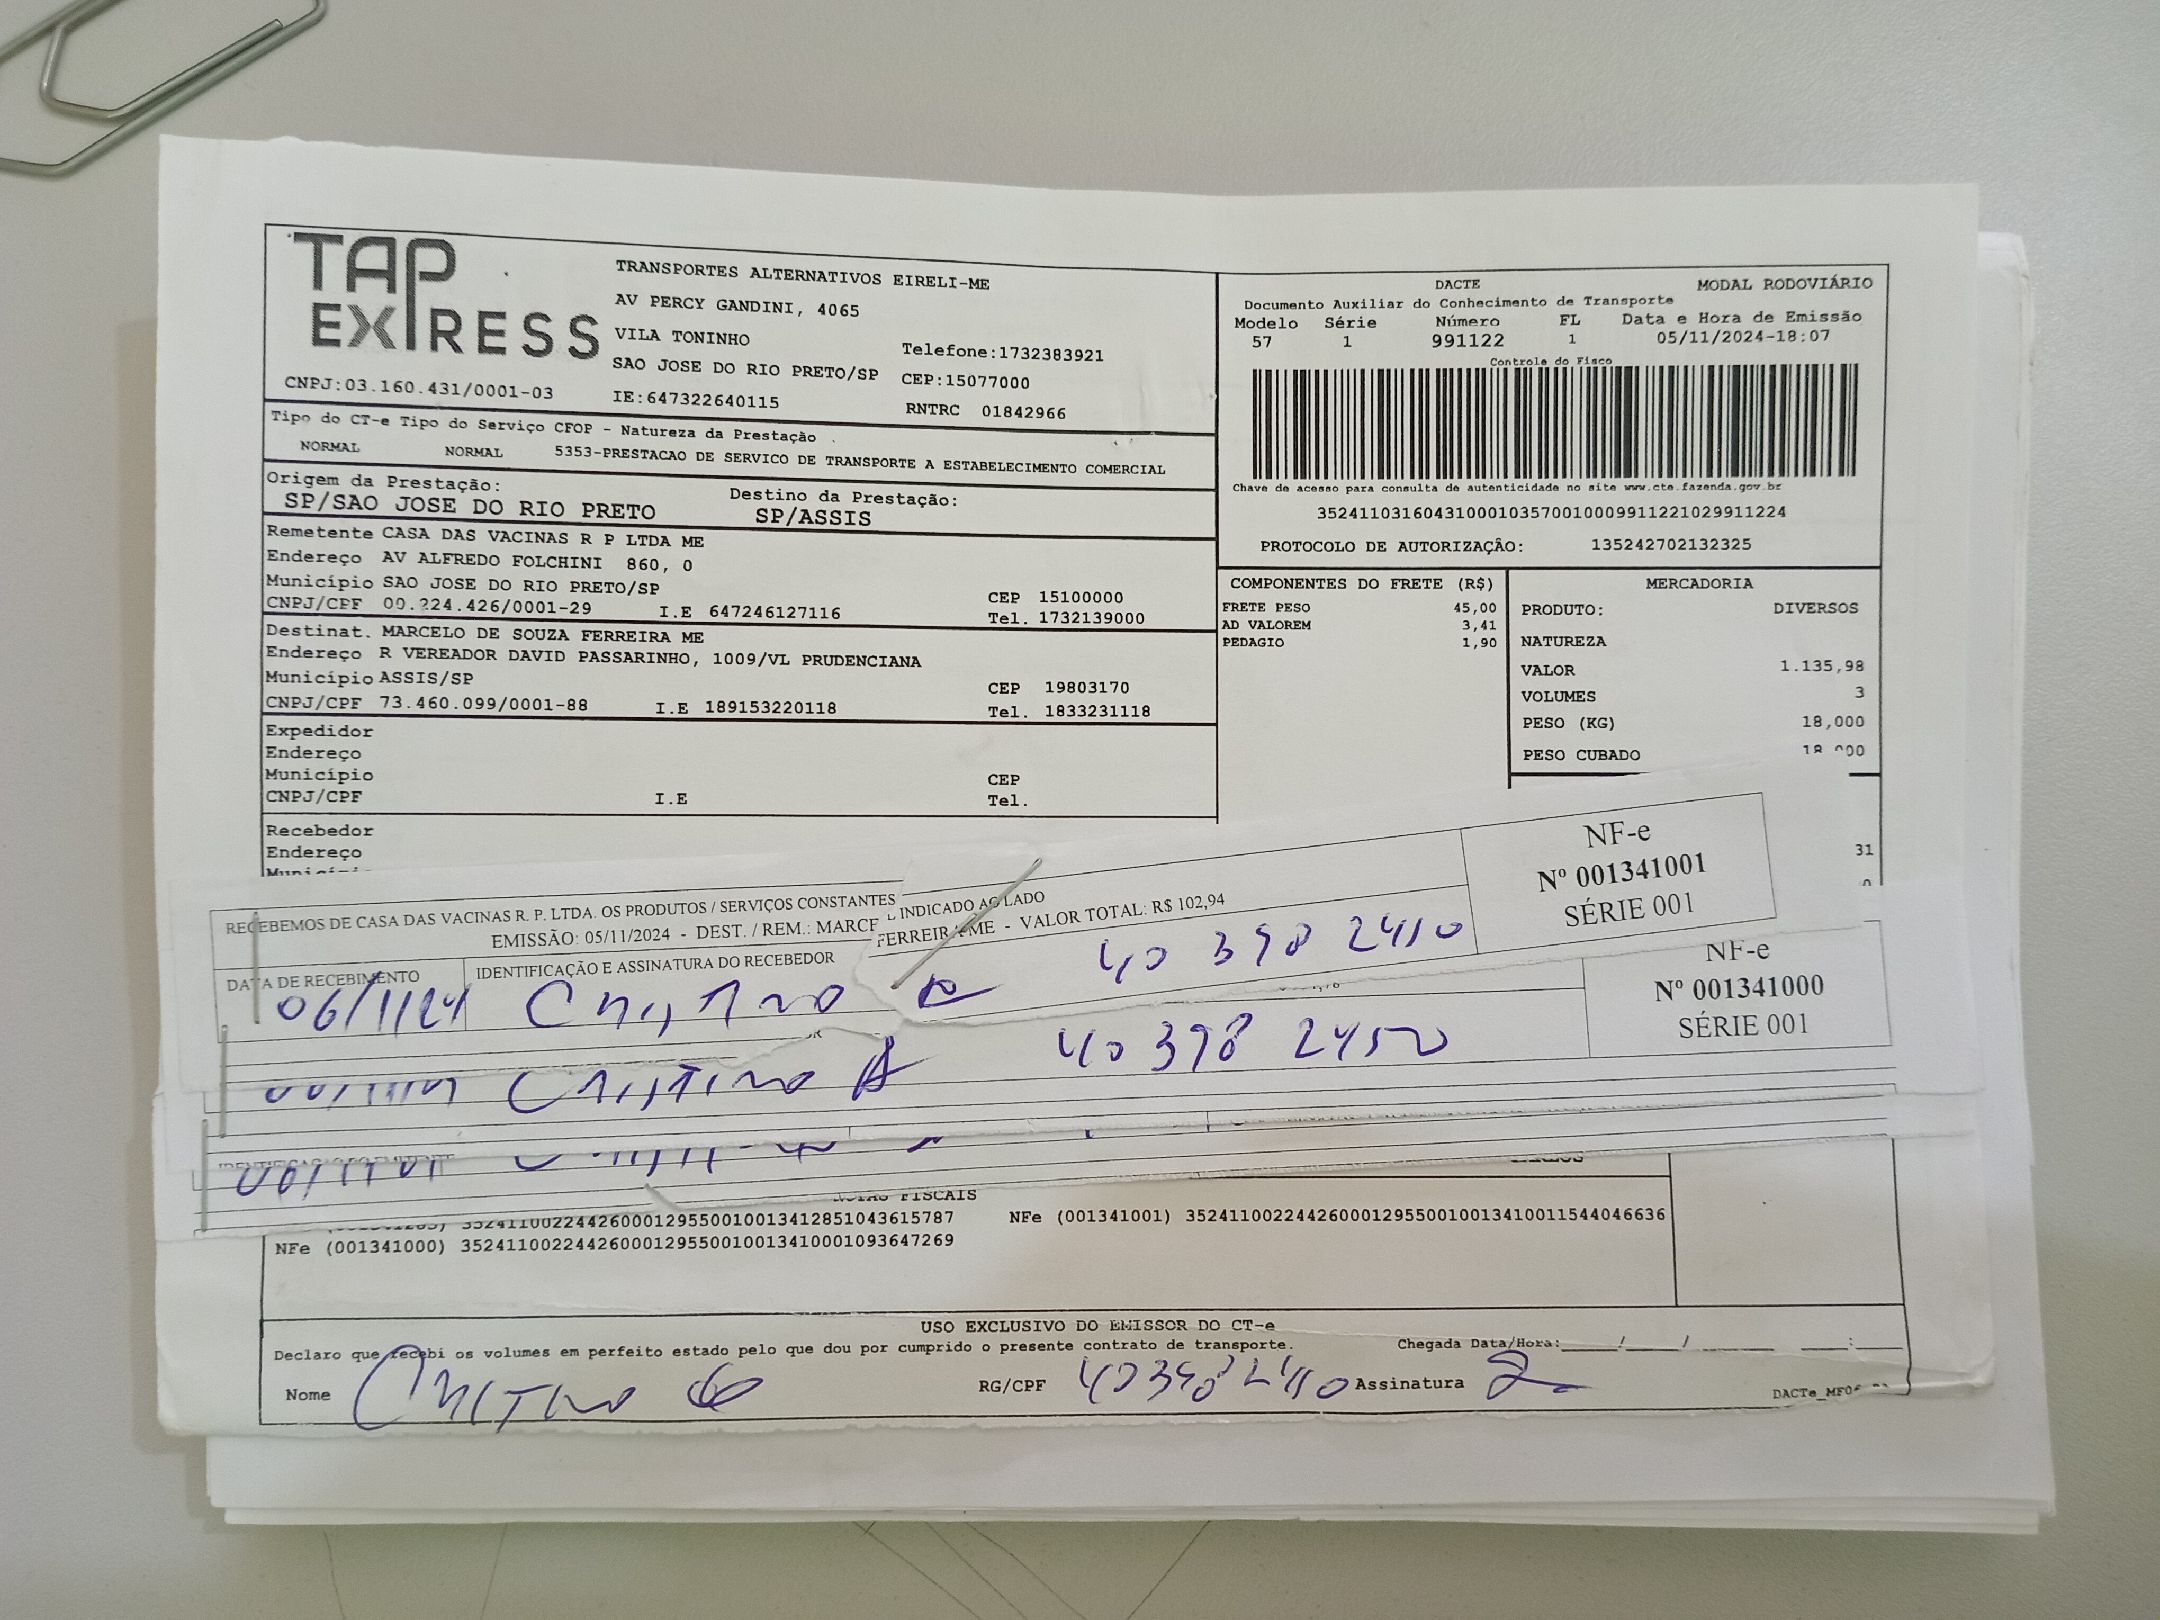 TAP EXPRESS
TRANSPORTES ALTERNATIVOS EIRELI-ME
AV PERCY GANDINI, 4065
VILA TONINHO
Telefone:1732383921
SAO JOSE DO RIO PRETO/SP CEP:15077000
CNPJ:03.160.431/0001-03 IE:647322640115 RNTRC 01842966
DACTE MODAL RODOVIÁRIO
Documento Auxiliar do Conhecimento de Transporte
Modelo Série Número FL Data e Hora de Emissão
57 1 991122 1 05/11/2024-18:07
Controle do Fisco
Chave de acesso para consulta de autenticidade no site www.cte.fazenda.gov.br
35241103160431000103570010009911221029911224
PROTOCOLO DE AUTORIZAÇÃO: 135242702132325
Tipo do CT-e Tipo do Serviço CFOP - Natureza da Prestação
NORMAL NORMAL 5353-PRESTACAO DE SERVICO DE TRANSPORTE A ESTABELECIMENTO COMERCIAL
Origem da Prestação: Destino da Prestação:
SP/SAO JOSE DO RIO PRETO SP/ASSIS
Remetente CASA DAS VACINAS R P LTDA ME
Endereço AV ALFREDO FOLCHINI 860, 0
Município SAO JOSE DO RIO PRETO/SP CEP 15100000
CNPJ/CPF 00.224.426/0001-29 I.E 647246127116 Tel. 1732139000
Destinat. MARCELO DE SOUZA FERREIRA ME
Endereço R VEREADOR DAVID PASSARINHO, 1009/VL PRUDENCIANA
Município ASSIS/SP CEP 19803170
CNPJ/CPF 73.460.099/0001-88 I.E 189153220118 Tel. 1833231118
Expedidor
Endereço
Município CEP
CNPJ/CPF I.E Tel.
Recebedor
Endereço
COMPONENTES DO FRETE (R$)
FRETE PESO 45,00
AD VALOREM 3,41
PEDAGIO 1,90
MERCADORIA
PRODUTO: DIVERSOS
NATUREZA
VALOR 1.135,98
VOLUMES 3
PESO (KG) 18,000
PESO CUBADO
31
RECEBEMOS DE CASA DAS VACINAS R. P. LTDA. OS PRODUTOS / SERVIÇOS CONSTANTES INDICADO AO LADO
EMISSÃO: 05/11/2024 - DEST. / REM.: MARCE FERREIRA ME - VALOR TOTAL: R$ 102,94
DATA DE RECEBIMENTO IDENTIFICAÇÃO E ASSINATURA DO RECEBEDOR
06/11/24 40 398 2410
NF-e
Nº 001341001
SÉRIE 001
40 398 2450
NF-e
Nº 001341000
SÉRIE 001
FISCAIS
35241100224426000129550010013412851043615787 NFe (001341001) 35241100224426000129550010013410011544046636
NFe (001341000) 35241100224426000129550010013410001093647269
USO EXCLUSIVO DO EMISSOR DO CT-e
Declaro que recebi os volumes em perfeito estado pelo que dou por cumprido o presente contrato de transporte. Chegada Data/Hora:
Nome RG/CPF 403982410 Assinatura